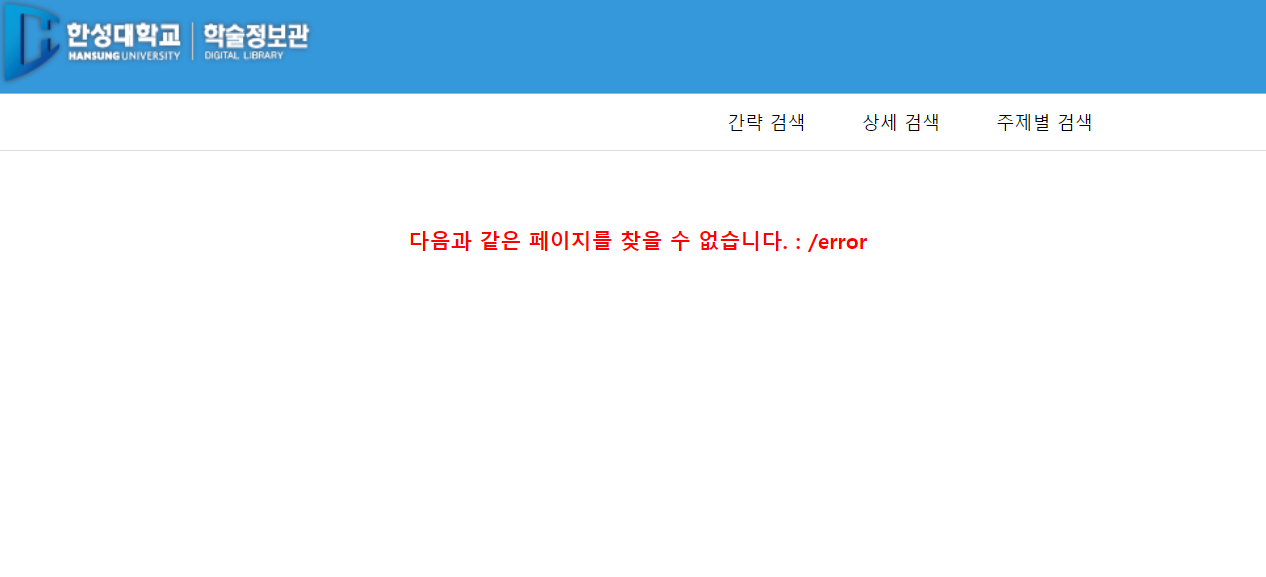 한성대학교 학술정보관
HANSUNG UNIVERSITY DIGITAL LIBRARY
간략 검색 상세 검색 주제별 검색
다음과 같은 페이지를 찾을 수 없습니다. : /error